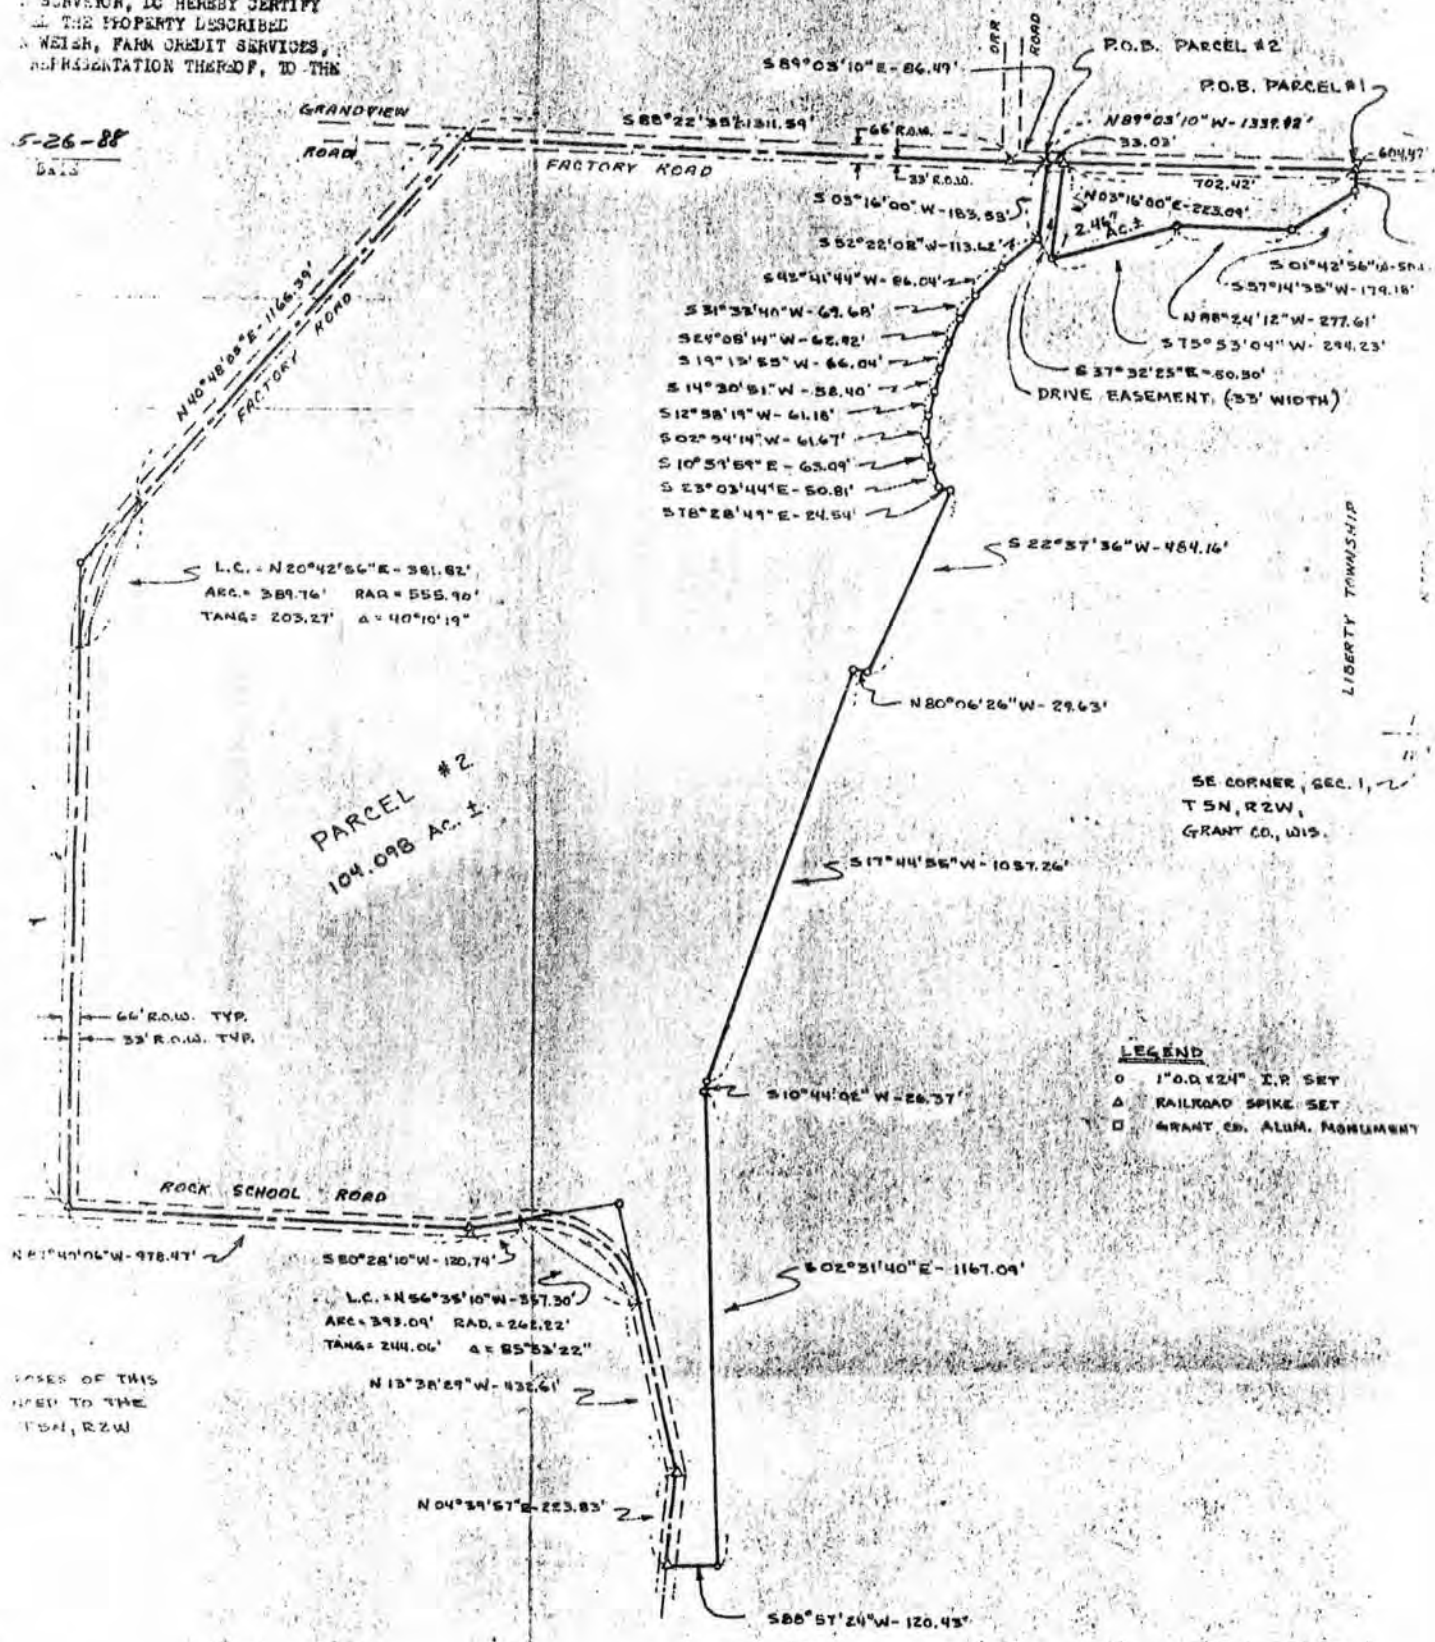 SURVEYOR, DO HEREBY CERTIFY
THE PROPERTY DESCRIBED
WEIER, FARM CREDIT SERVICES,
REPRESENTATION THEREOF, TO THE
5-26-88
Date
ORR
ROAD
P.O.B. PARCEL #2
S89°03'10"E-86.47'
P.O.B. PARCEL #1
GRANDVIEW
ROAD
S88°22'35"E-1311.59'
66' R.O.W.
N89°03'10"W-1339.92'
33.03'
604.47'
FACTORY ROAD
33' R.O.W.
702.42'
S03°16'00"W-183.53'
N03°16'00"E-223.09'
2.46
AC.±
S52°22'08"W-113.62'
S01°42'56"W-50
S43°41'44"W-86.04'
S57°14'35"W-179.18'
N40°48'05"E-1166.39'
FACTORY ROAD
S31°33'40"W-69.68'
N88°24'12"W-277.61'
S24°08'14"W-62.92'
S75°53'04"W-294.23'
S19°13'55"W-66.04'
S37°32'25"E-50.50'
S14°30'51"W-58.40'
DRIVE EASEMENT (33' WIDTH)
S12°58'19"W-61.18'
S02°54'14"W-61.67'
S10°59'59"E-63.09'
S23°03'44"E-50.81'
S78°28'49"E-24.54'
LIBERTY TOWNSHIP
S22°37'36"W-484.16'
L.C. = N20°42'56"E-381.82'
ARC. = 389.76' RAD = 555.90'
TANG = 203.27' Δ = 40°10'19"
N80°06'26"W-29.63'
PARCEL #2
104.098 AC. ±
SE CORNER, SEC. 1,
T5N, R2W,
GRANT CO., WIS.
S17°44'55"W-1057.26'
66' R.O.W. TYP.
33' R.O.W. TYP.
LEGEND
1" O.D. x 24" I.P. SET
RAILROAD SPIKE SET
GRANT CO. ALUM. MONUMENT
S10°44'02"W-26.37'
ROCK SCHOOL ROAD
N87°49'06"W-978.47'
S80°28'10"W-120.74'
S02°31'40"E-1167.09'
L.C. = N56°35'10"W-357.30'
ARC = 393.09' RAD. = 262.22'
TANG = 244.06' Δ = 85°53'22"
N13°38'29"W-432.61'
OF THIS
TO THE
T5N, R2W
N04°39'57"E-223.83'
S88°57'24"W-120.43'